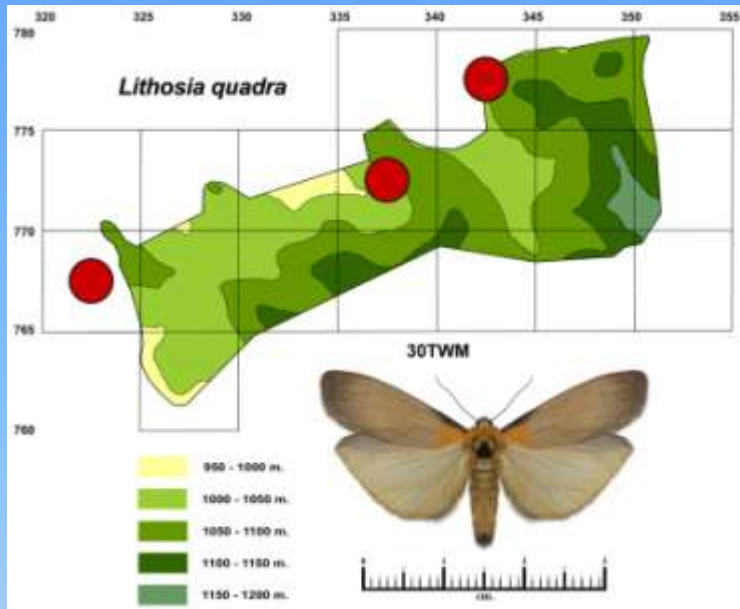 320 325 330 335 340 345 350 355
780
Lithosia quadra
775
770
765
30TWM
760
950 - 1000 m.
1000 - 1050 m.
1050 - 1100 m.
1100 - 1150 m.
1150 - 1200 m.
cm.